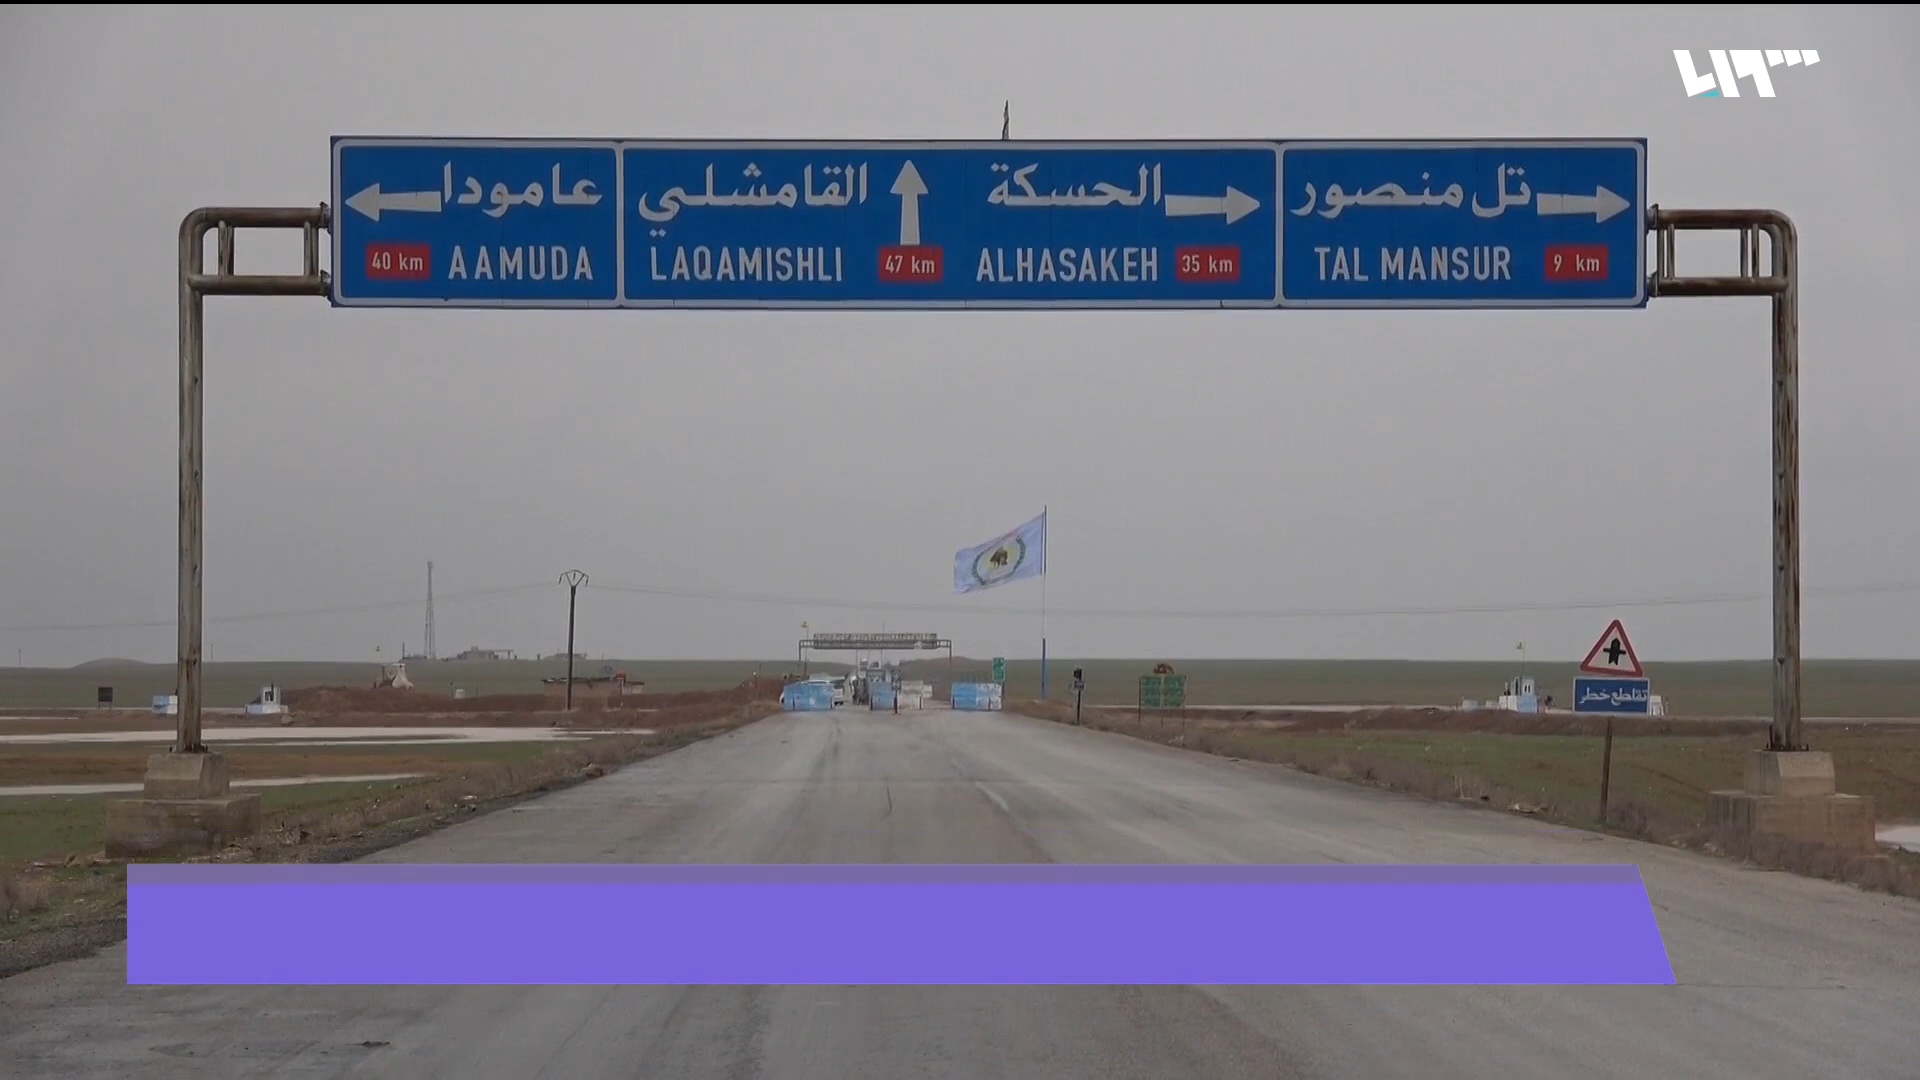 عامودا
40 km AAMUDA
القامشلي
LAQAMISHLI 47 km
الحسكة
ALHASAKEH 35 km
تل منصور
TAL MANSUR 9 km
تقاطع خطر